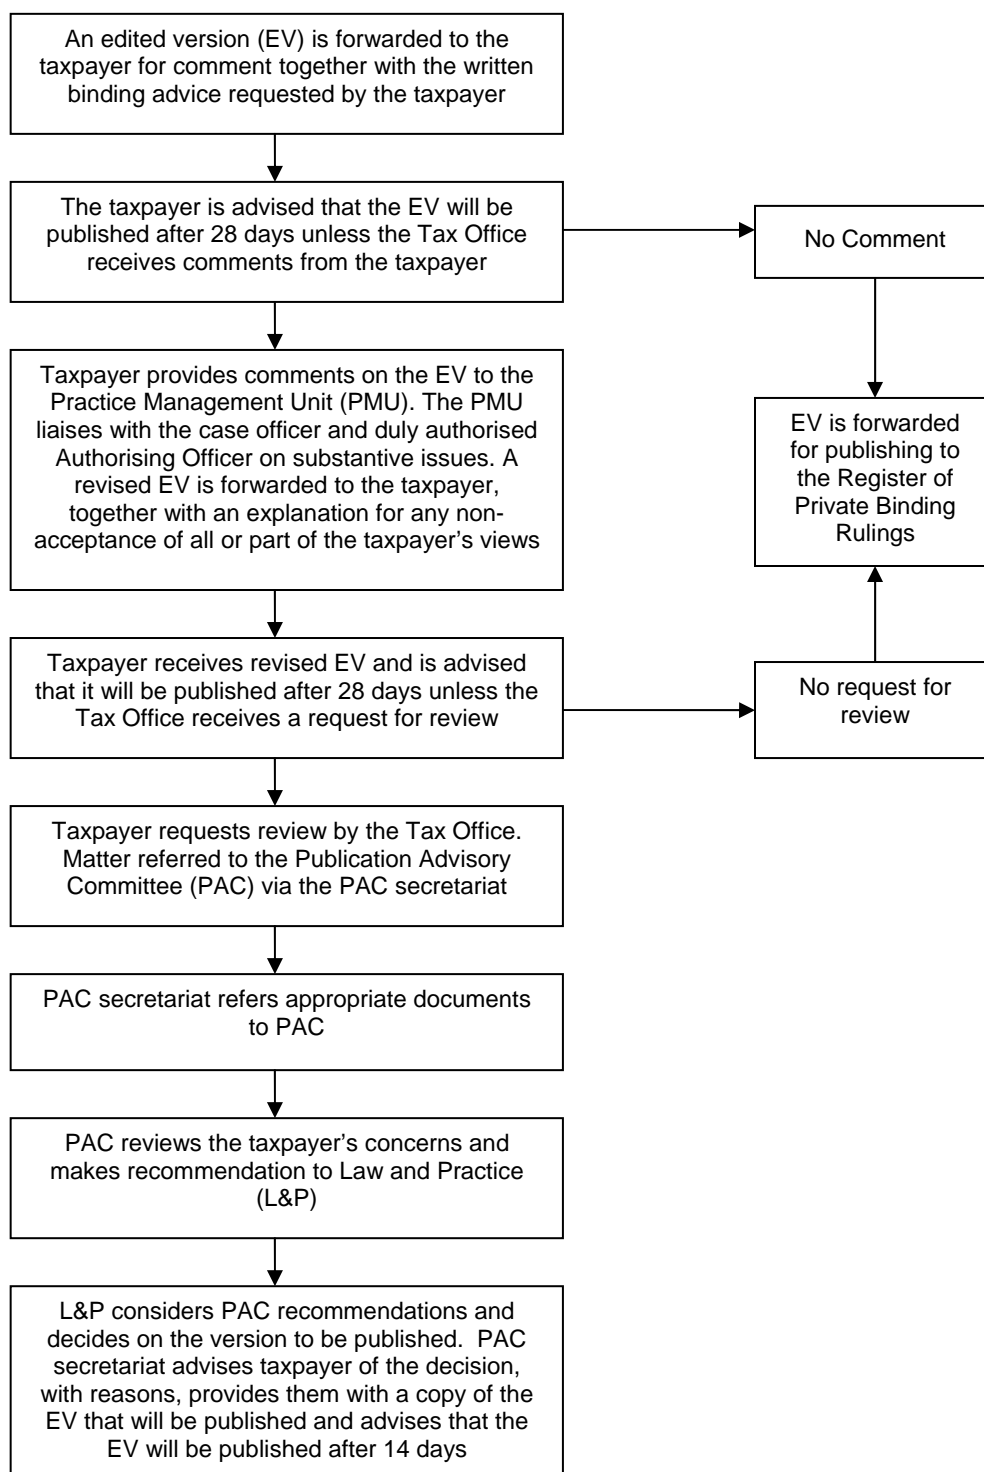 An edited version (EV) is forwarded to the
taxpayer for comment together with the written
binding advice requested by the taxpayer
The taxpayer is advised that the EV will be
published after 28 days unless the Tax Office
receives comments from the taxpayer
No Comment
Taxpayer provides comments on the EV to the
Practice Management Unit (PMU). The PMU
liaises with the case officer and duly authorised
Authorising Officer on substantive issues. A
revised EV is forwarded to the taxpayer,
together with an explanation for any non-
acceptance of all or part of the taxpayer’s views
EV is forwarded
for publishing to
the Register of
Private Binding
Rulings
Taxpayer receives revised EV and is advised
that it will be published after 28 days unless the
Tax Office receives a request for review
No request for
review
Taxpayer requests review by the Tax Office.
Matter referred to the Publication Advisory
Committee (PAC) via the PAC secretariat
PAC secretariat refers appropriate documents
to PAC
PAC reviews the taxpayer’s concerns and
makes recommendation to Law and Practice
(L&P)
L&P considers PAC recommendations and
decides on the version to be published.  PAC
secretariat advises taxpayer of the decision,
with reasons, provides them with a copy of the
EV that will be published and advises that the
EV will be published after 14 days